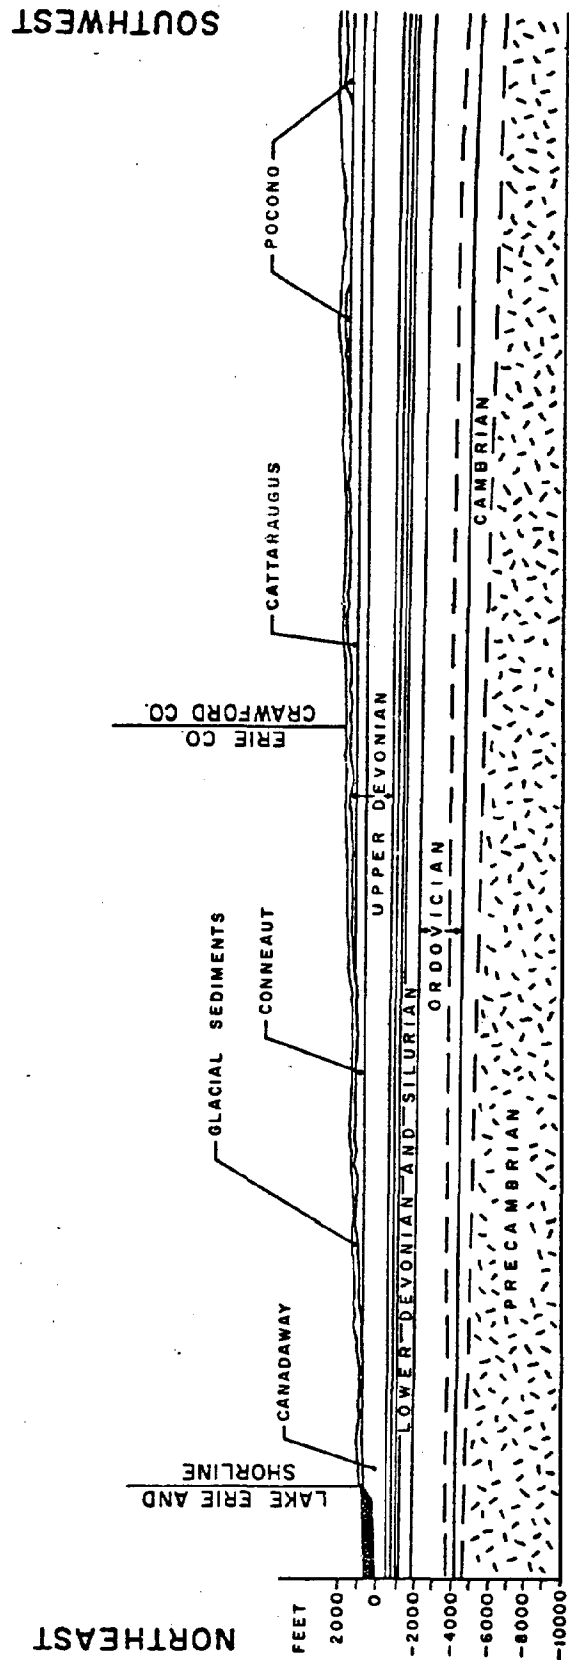 NORTHEAST
SOUTHWEST
LAKE ERIE AND
SHORLINE
CANADAWAY
GLACIAL SEDIMENTS
CONNEAUT
ERIE CO.
CRAWFORD CO.
CATTARAUGUS
POCONO
UPPER DEVONIAN
LOWER DEVONIAN AND SILURIAN
ORDOVICIAN
CAMBRIAN
PRECAMBRIAN
FEET
2000
0
-2000
-4000
-6000
-8000
-10000